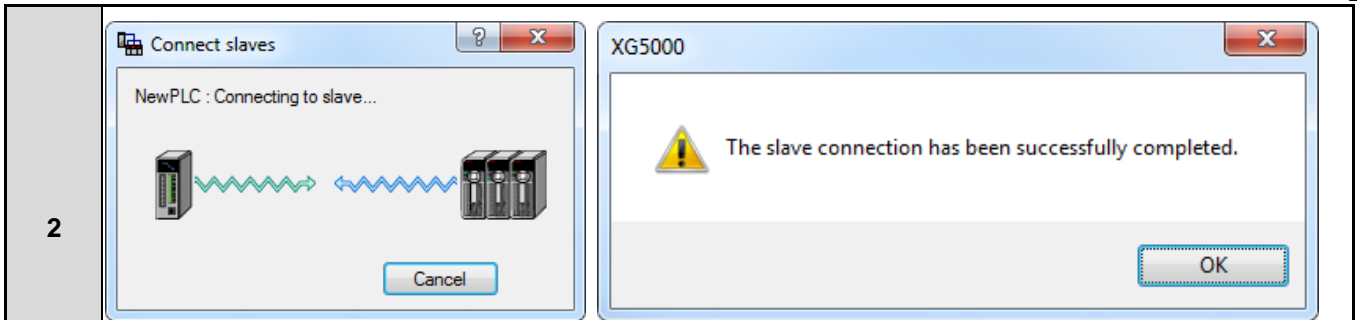 2
Connect slaves
NewPLC : Connecting to slave...
Cancel
XG5000
The slave connection has been successfully completed.
OK